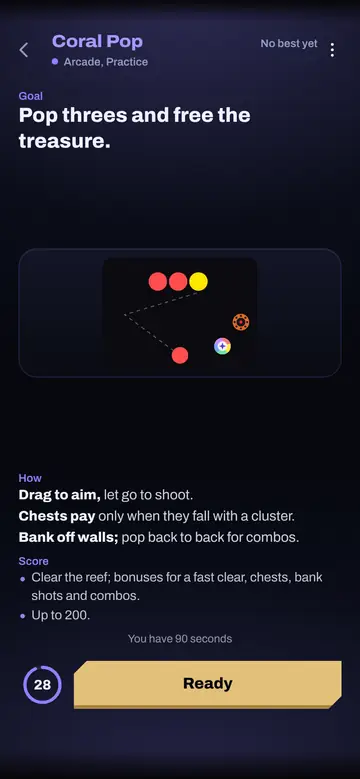 Coral Pop
No best yet
Arcade, Practice
Goal
Pop threes and free the
treasure.
How
Drag to aim, let go to shoot.
Chests pay only when they fall with a cluster.
Bank off walls; pop back to back for combos.
Score
Clear the reef; bonuses for a fast clear, chests, bank
shots and combos.
Up to 200.
You have 90 seconds
28
Ready